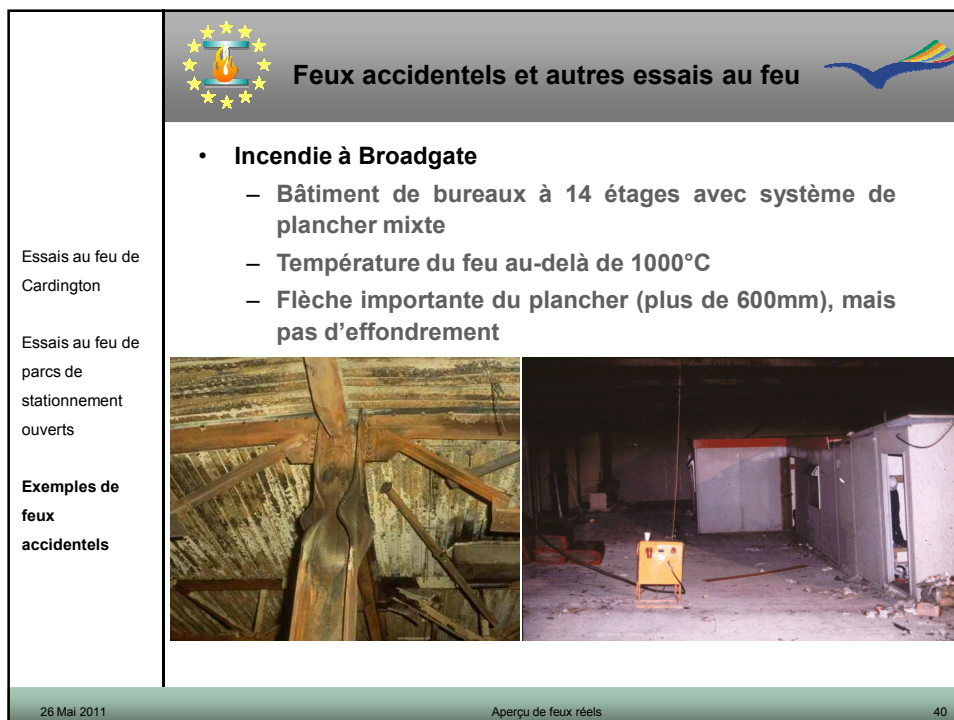 Feux accidentels et autres essais au feu
Essais au feu de
Cardington
Essais au feu de
parcs de
stationnement
ouverts
Exemples de
feux
accidentels
• Incendie à Broadgate
– Bâtiment de bureaux à 14 étages avec système de
plancher mixte
– Température du feu au-delà de 1000°C
– Flèche importante du plancher (plus de 600mm), mais
pas d’effondrement
26 Mai 2011
Aperçu de feux réels
40